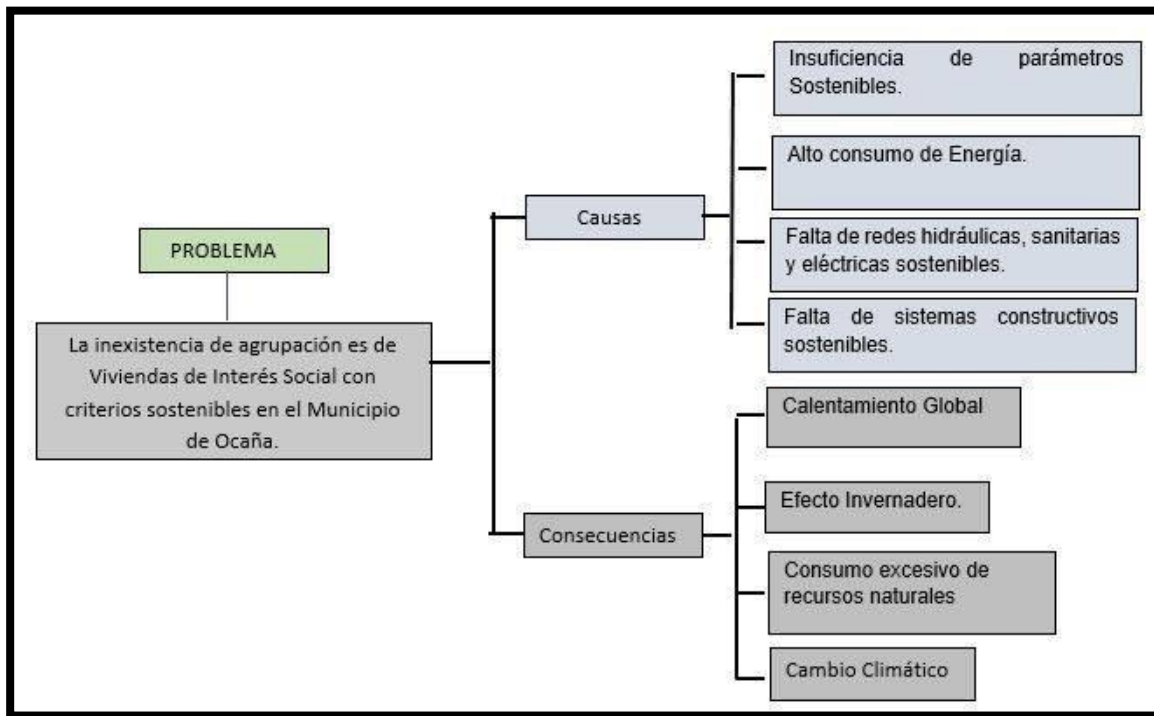 PROBLEMA
La inexistencia de agrupación es de
Viviendas de Interés Social con
criterios sostenibles en el Municipio
de Ocaña.
Causas
Insuficiencia de parámetros
Sostenibles.
Alto consumo de Energía.
Falta de redes hidráulicas, sanitarias
y eléctricas sostenibles.
Falta de sistemas constructivos
sostenibles.
Consecuencias
Calentamiento Global
Efecto Invernadero.
Consumo excesivo de
recursos naturales
Cambio Climático